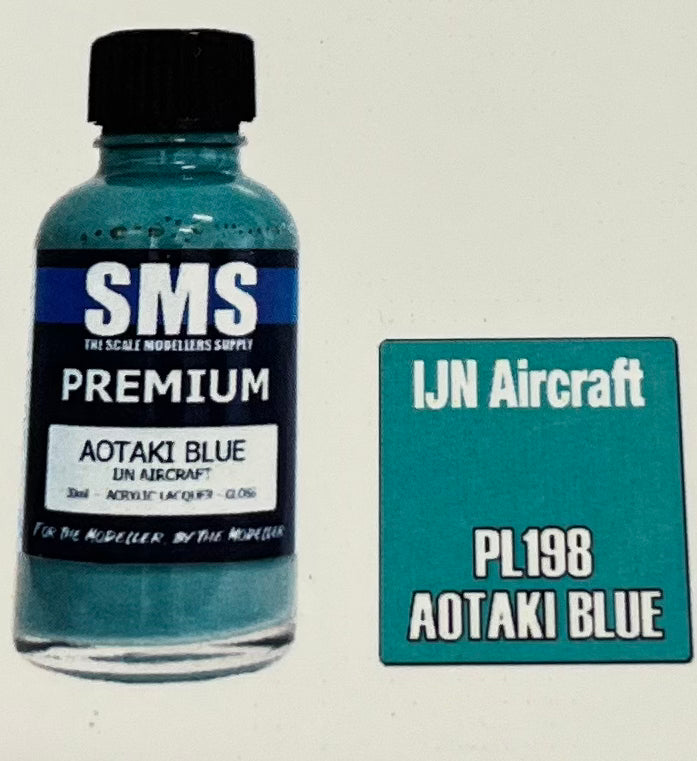 SMS
THE SCALE MODELLERS SUPPLY
PREMIUM
AOTAKI BLUE
IJN AIRCRAFT
30ml - ACRYLIC LACQUER - GLOSS
FOR THE MODELLER, BY THE MODELLER
IJN Aircraft
PL198
AOTAKI BLUE